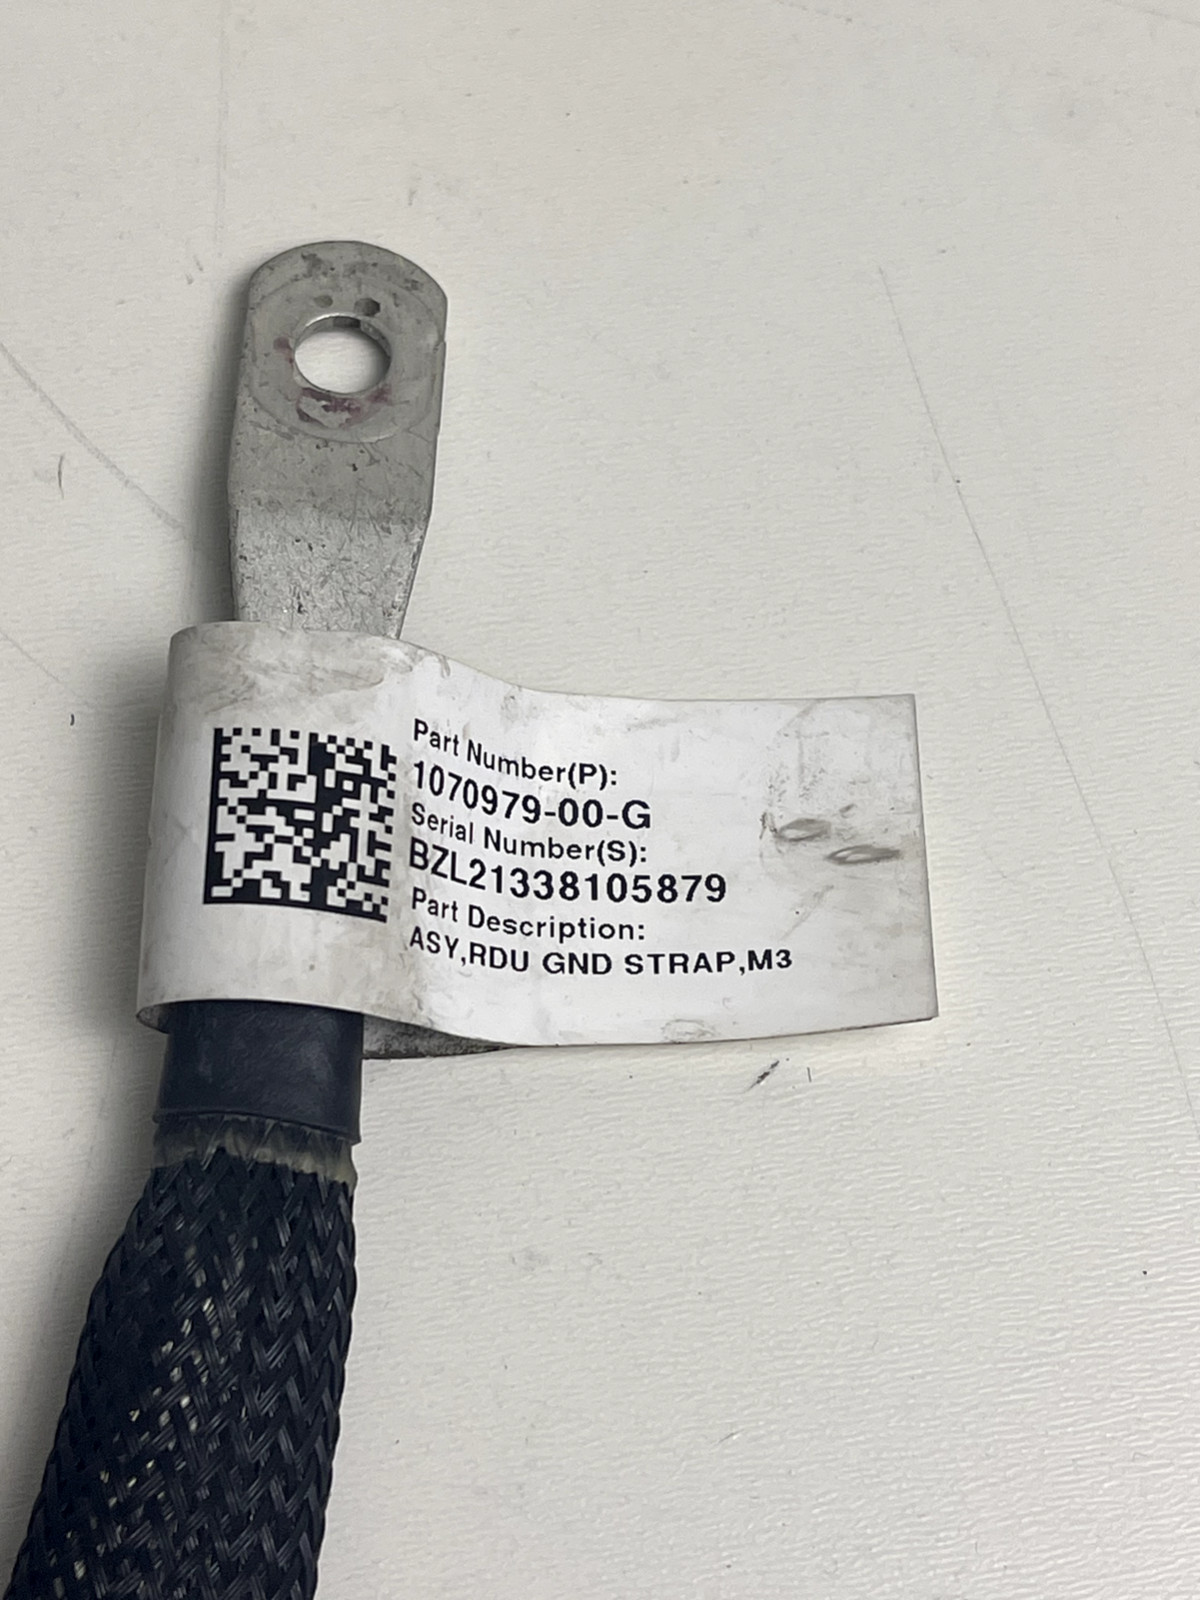 Part Number(P):
1070979-00-G
Serial Number(S):
BZL21338105879
Part Description:
ASY,RDU GND STRAP,M3